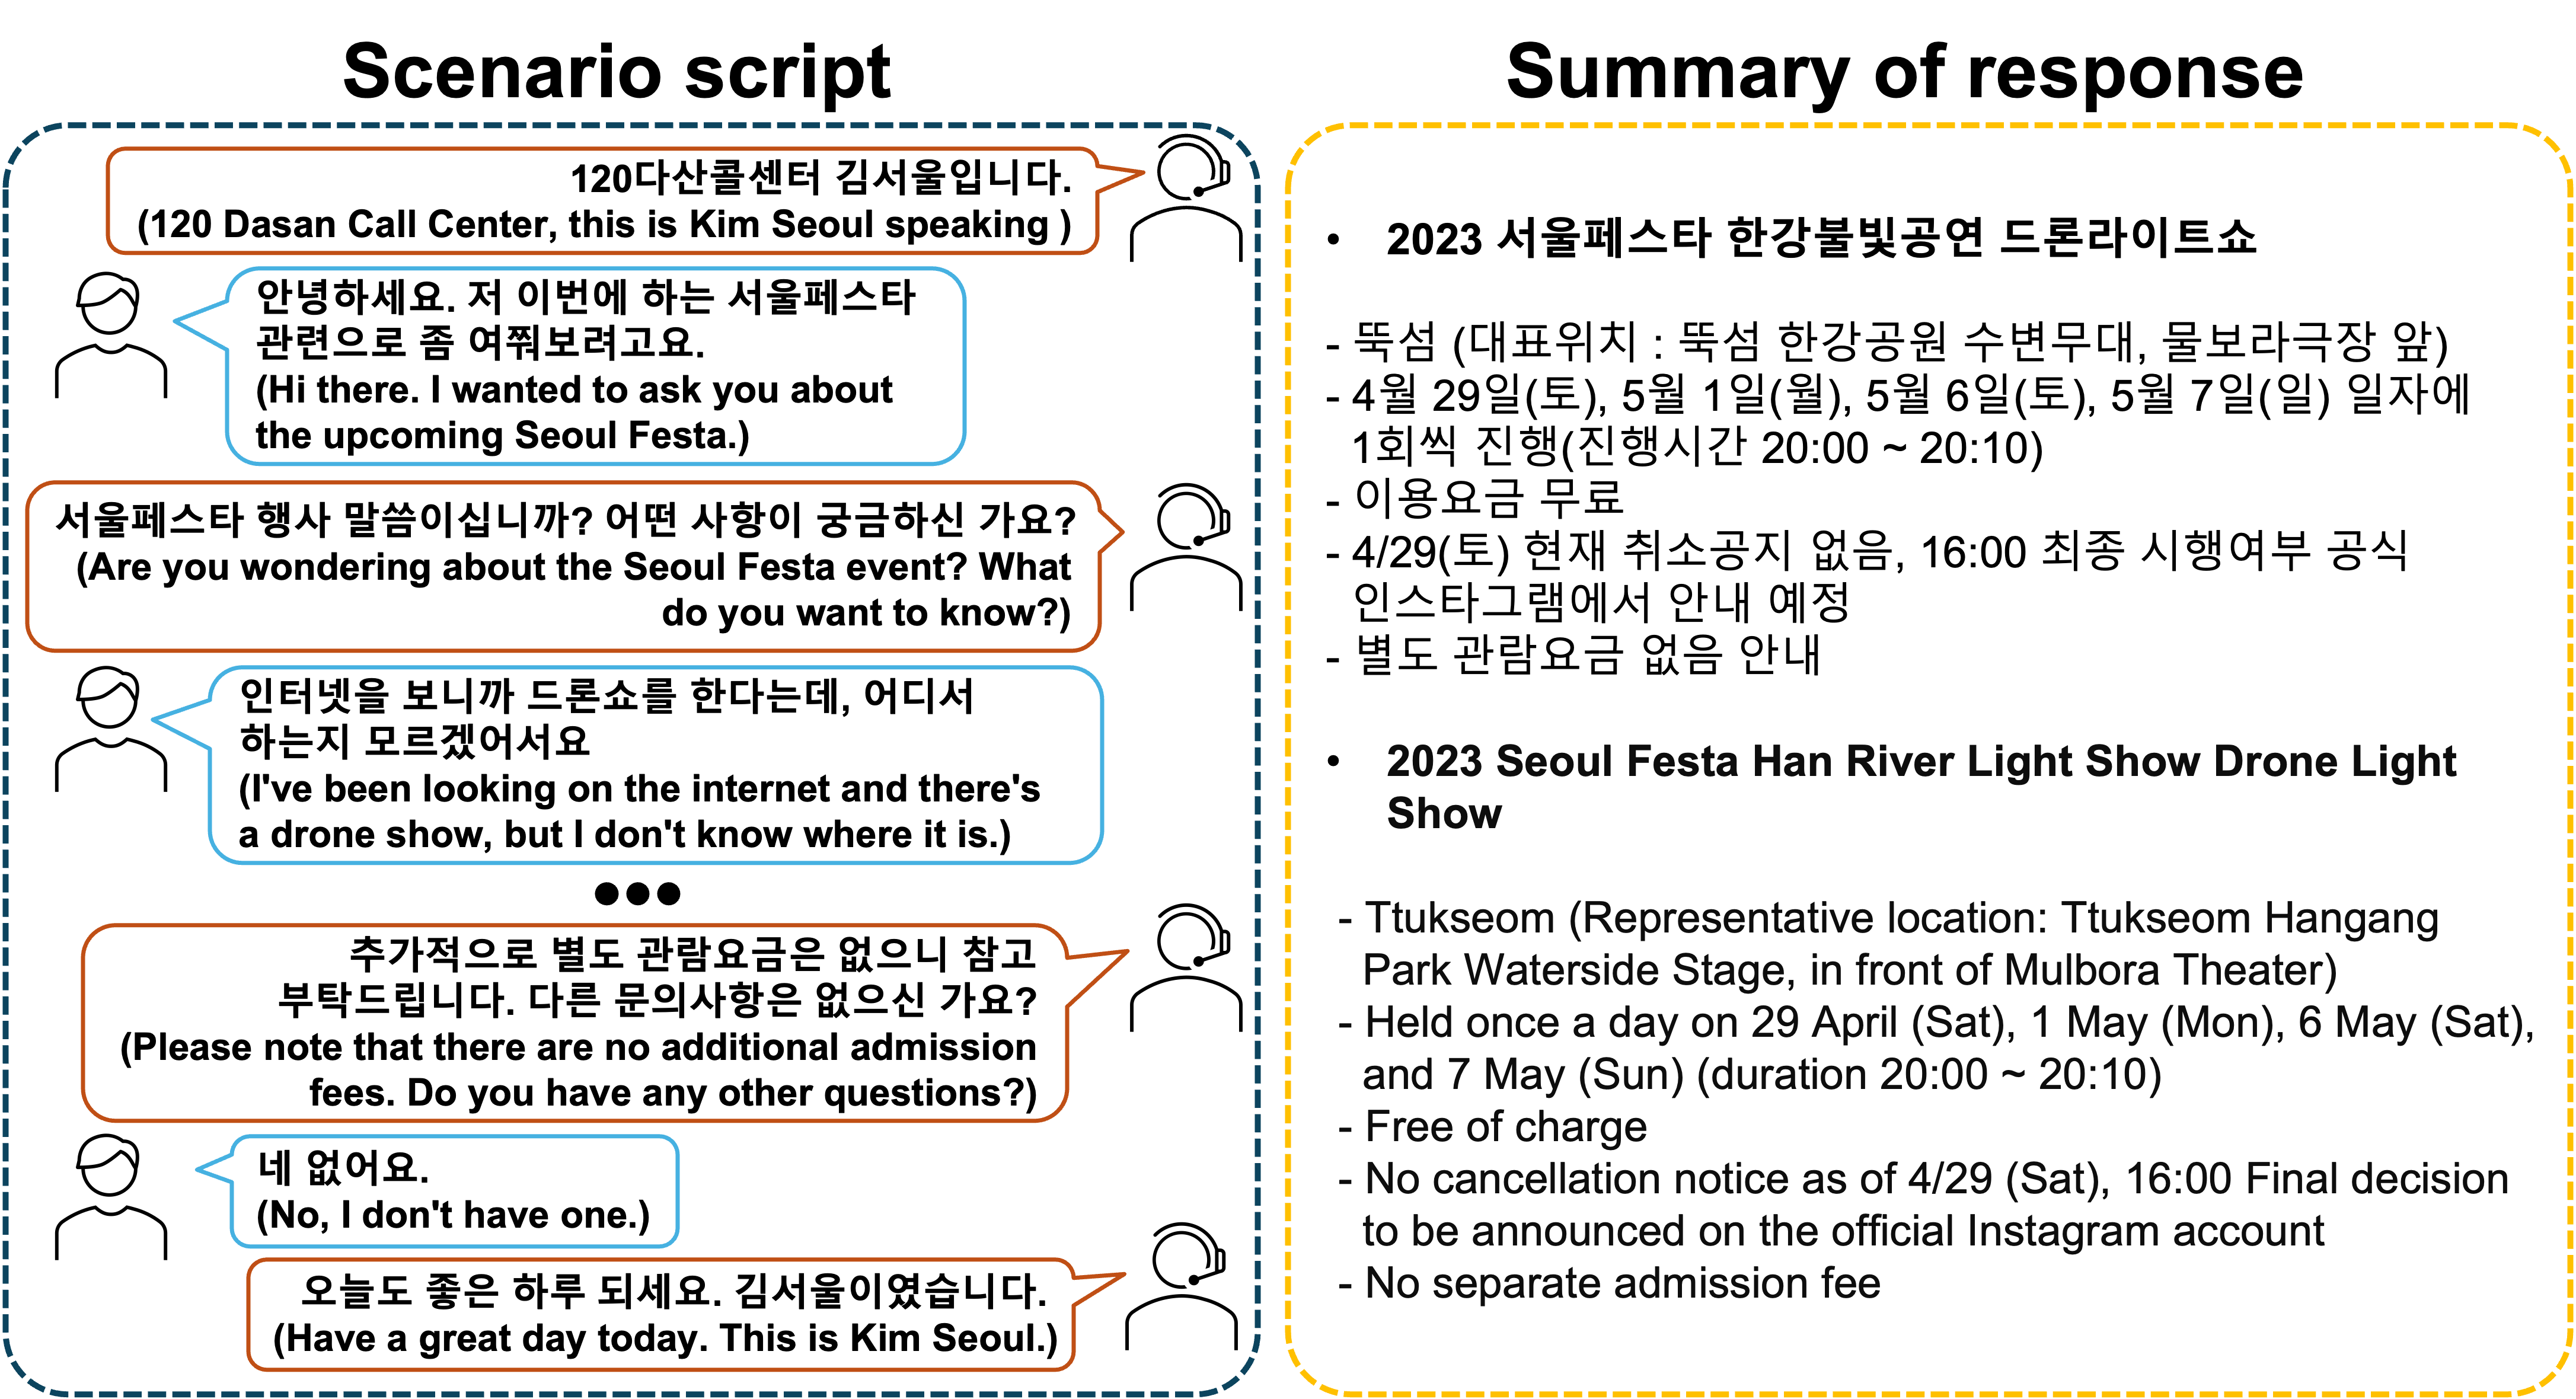 Scenario script
120다산콜센터 김서울입니다.
(120 Dasan Call Center, this is Kim Seoul speaking )
안녕하세요. 저 이번에 하는 서울페스타
관련으로 좀 여쭤보려고요.
(Hi there. I wanted to ask you about
the upcoming Seoul Festa.)
서울페스타 행사 말씀이십니까? 어떤 사항이 궁금하신 가요?
(Are you wondering about the Seoul Festa event? What
do you want to know?)
인터넷을 보니까 드론쇼를 한다는데, 어디서
하는지 모르겠어서요
(I've been looking on the internet and there's
a drone show, but I don't know where it is.)
추가적으로 별도 관람요금은 없으니 참고
부탁드립니다. 다른 문의사항은 없으신 가요?
(Please note that there are no additional admission
fees. Do you have any other questions?)
네 없어요.
(No, I don't have one.)
오늘도 좋은 하루 되세요. 김서울이였습니다.
(Have a great day today. This is Kim Seoul.)
Summary of response
• 2023 서울페스타 한강불빛공연 드론라이트쇼
- 뚝섬 (대표위치 : 뚝섬 한강공원 수변무대, 물보라극장 앞)
- 4월 29일(토), 5월 1일(월), 5월 6일(토), 5월 7일(일) 일자에
1회씩 진행(진행시간 20:00 ~ 20:10)
- 이용요금 무료
- 4/29(토) 현재 취소공지 없음, 16:00 최종 시행여부 공식
인스타그램에서 안내 예정
- 별도 관람요금 없음 안내
• 2023 Seoul Festa Han River Light Show Drone Light
Show
- Ttukseom (Representative location: Ttukseom Hangang
Park Waterside Stage, in front of Mulbora Theater)
- Held once a day on 29 April (Sat), 1 May (Mon), 6 May (Sat),
and 7 May (Sun) (duration 20:00 ~ 20:10)
- Free of charge
- No cancellation notice as of 4/29 (Sat), 16:00 Final decision
to be announced on the official Instagram account
- No separate admission fee